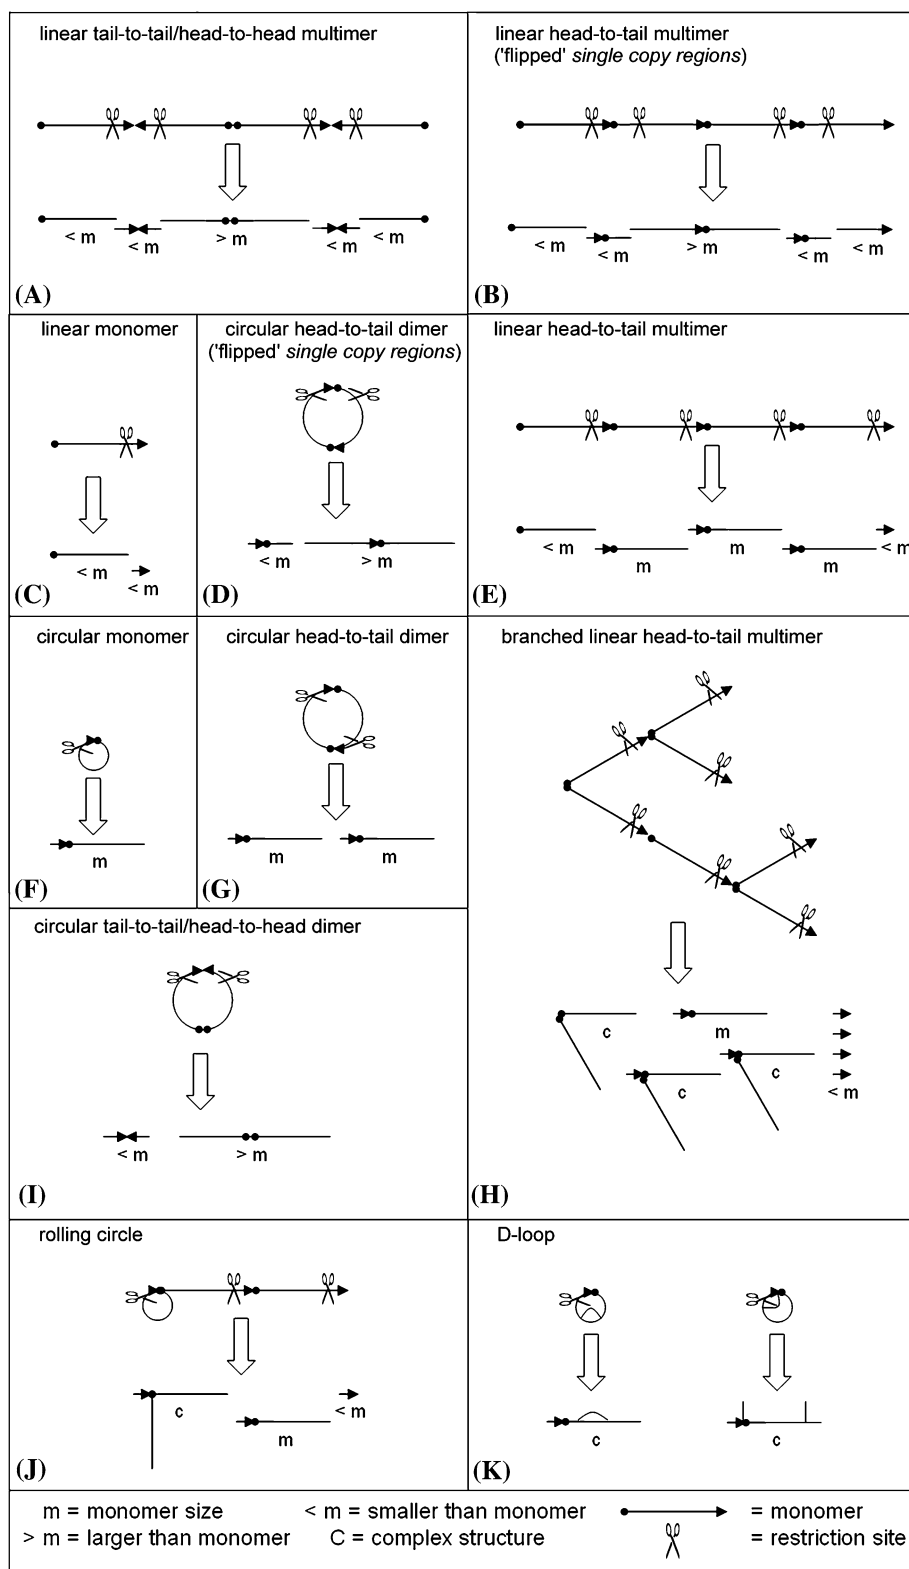 linear tail-to-tail/head-to-head multimer
< m
< m
> m
< m
< m
(A)
linear head-to-tail multimer
('flipped' single copy regions)
< m
< m
> m
< m
< m
(B)
linear monomer
< m
< m
(C)
circular head-to-tail dimer
('flipped' single copy regions)
< m
> m
(D)
linear head-to-tail multimer
< m
m
m
m
< m
(E)
circular monomer
m
(F)
circular head-to-tail dimer
m
m
(G)
branched linear head-to-tail multimer
c
m
c
c
< m
(H)
circular tail-to-tail/head-to-head dimer
< m
> m
(I)
rolling circle
c
m
< m
(J)
D-loop
c
c
(K)
m = monomer size
< m = smaller than monomer
= monomer
> m = larger than monomer
C = complex structure
= restriction site